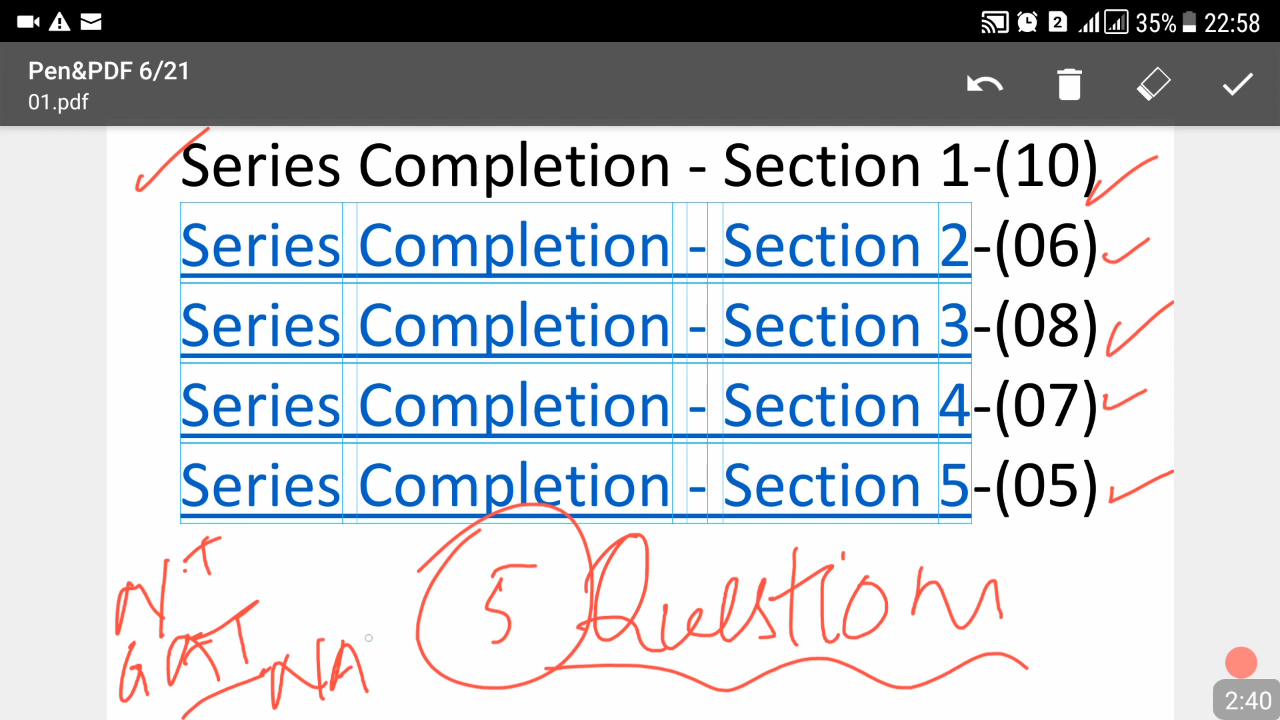 2 35% 22:58
Pen&PDF 6/21
01.pdf
Series Completion - Section 1-(10)
Series Completion - Section 2-(06)
Series Completion - Section 3-(08)
Series Completion - Section 4-(07)
Series Completion - Section 5-(05)
5 Question
N.T
GAT
NA
2:40